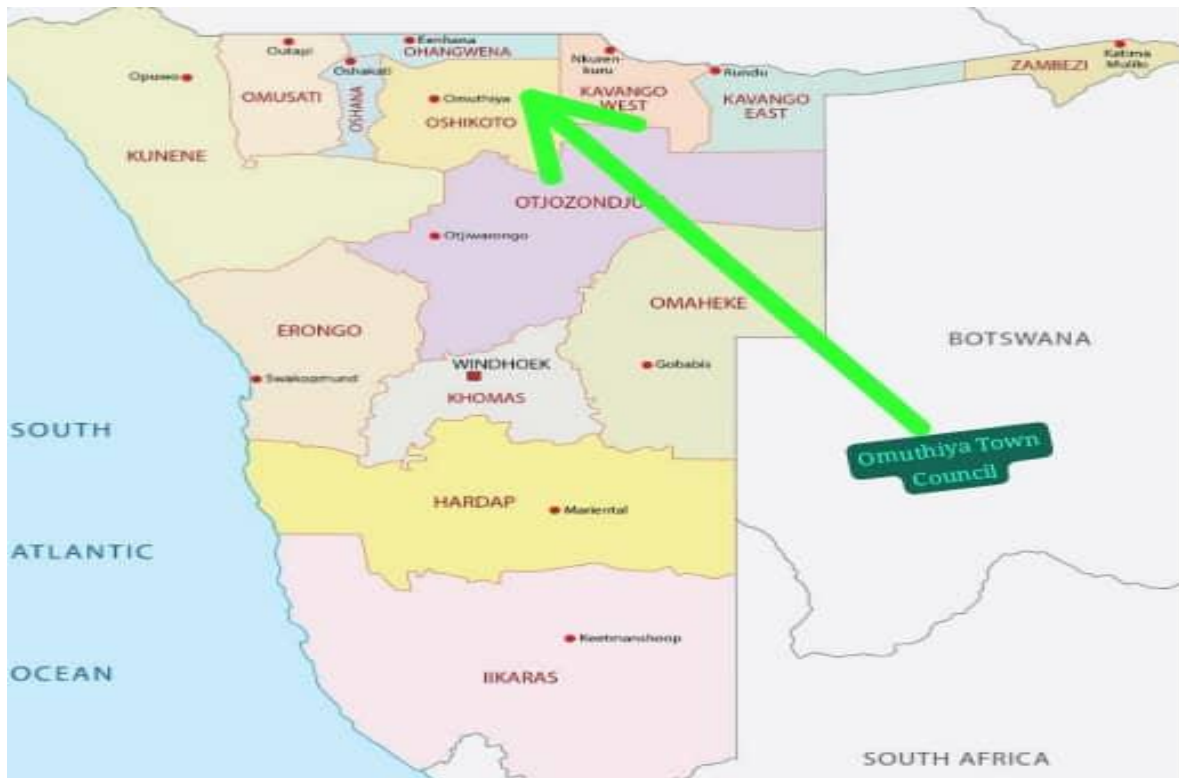 Eenhana
OHANGWENA
Outapi
Oshakati
Opuwo
OMUSATI
OSHANA
Omuthiya
OSHIKOTO
Nkuren
kuru
KAVANGO
WEST
Rundu
KAVANGO
EAST
ZAMBEZI
Katima
Mulilo
KUNENE
OTJOZONDJU
Otjiwarongo
OMAHEKE
ERONGO
BOTSWANA
WINDHOEK
Gobabis
Swakopmund
KHOMAS
SOUTH
Omuthiya Town
Council
HARDAP
Mariental
ATLANTIC
Keetmanshoop
OCEAN
IIKARAS
SOUTH AFRICA